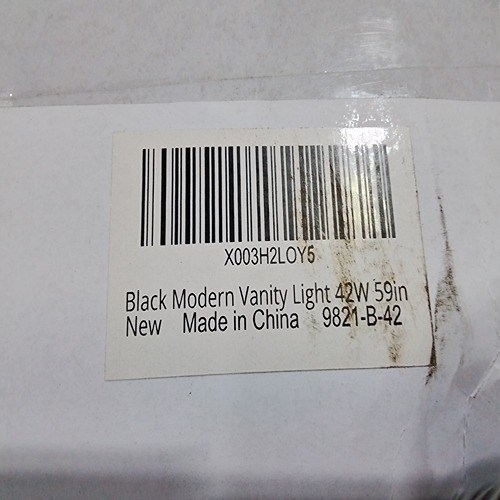 X003H2LOY5
Black Modern Vanity Light 42W 59in
New Made in China 9821-B-42